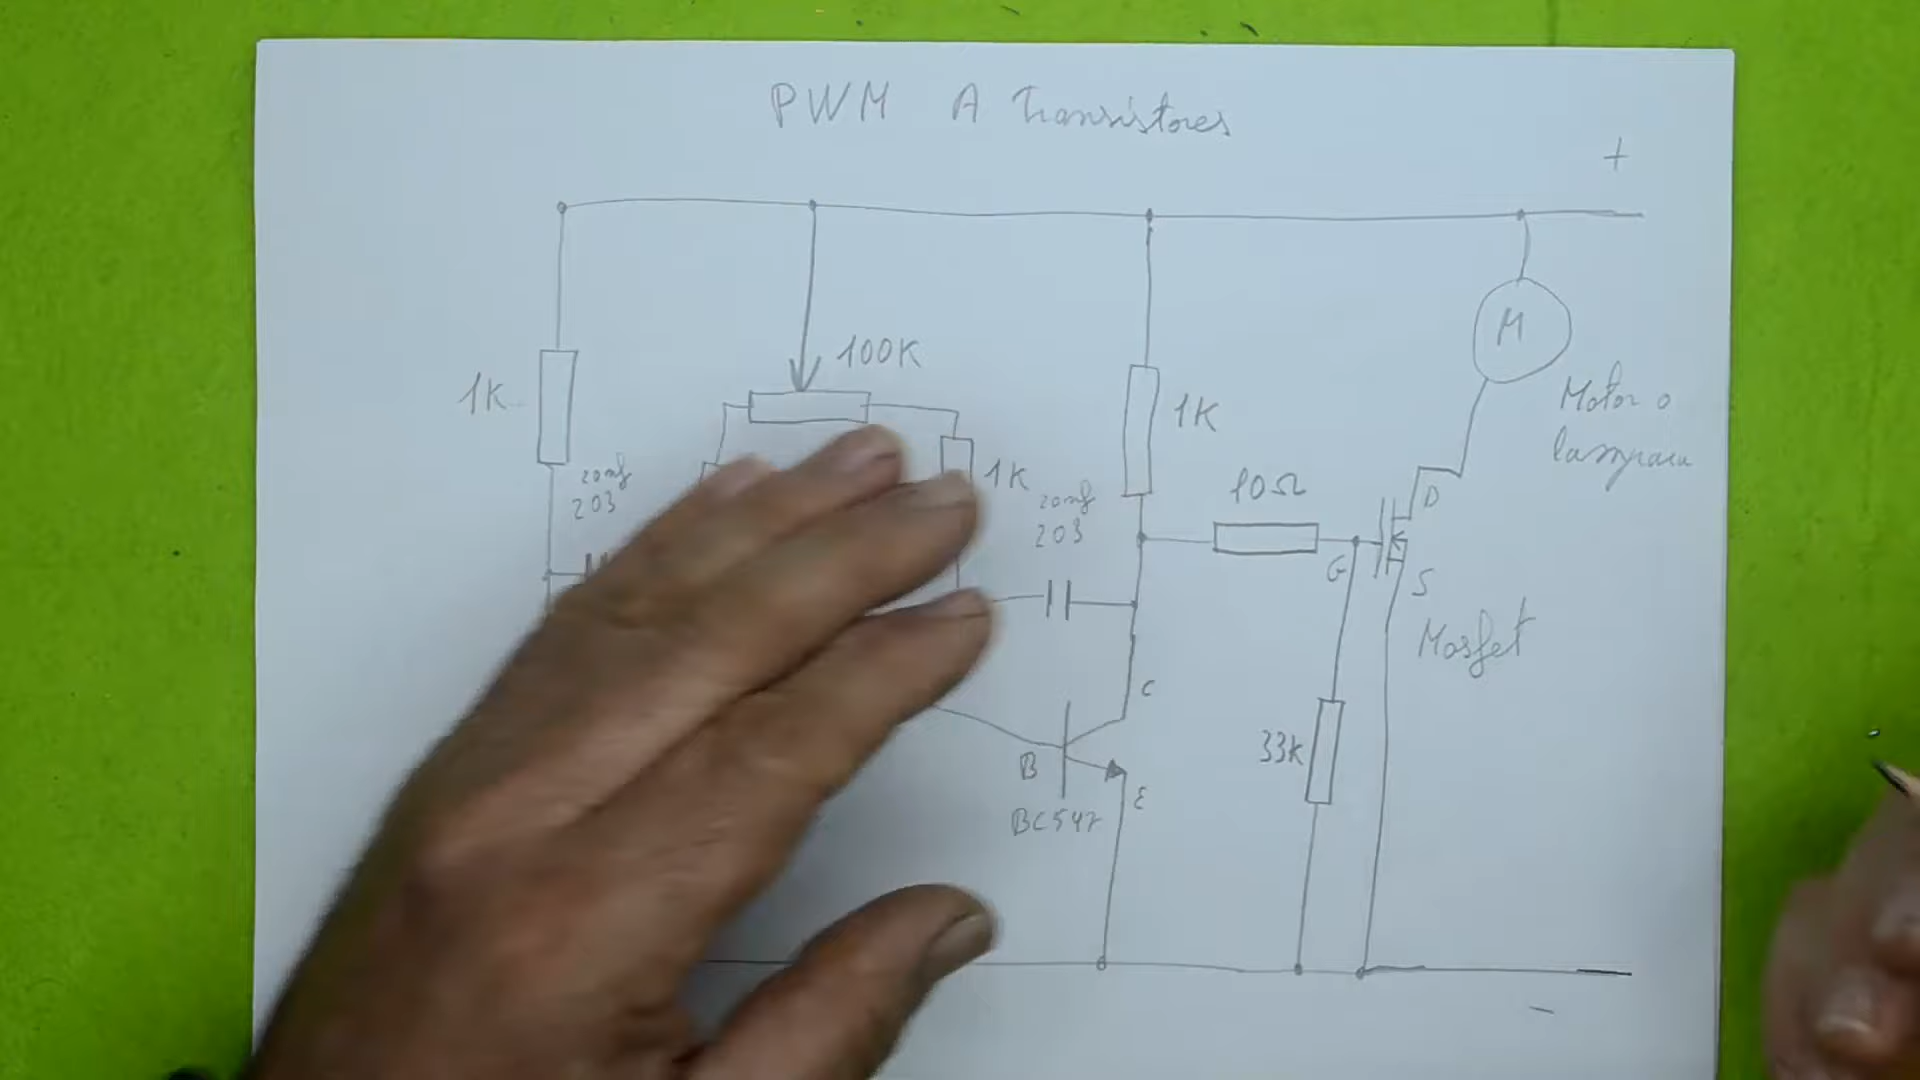 PWM A Transistores
+
100K
1K
1K
Motor o
lampara
M
20nf
203
1K
20nf
203
10Ω
D
G
S
Mosfet
C
33K
B
E
BC547
-